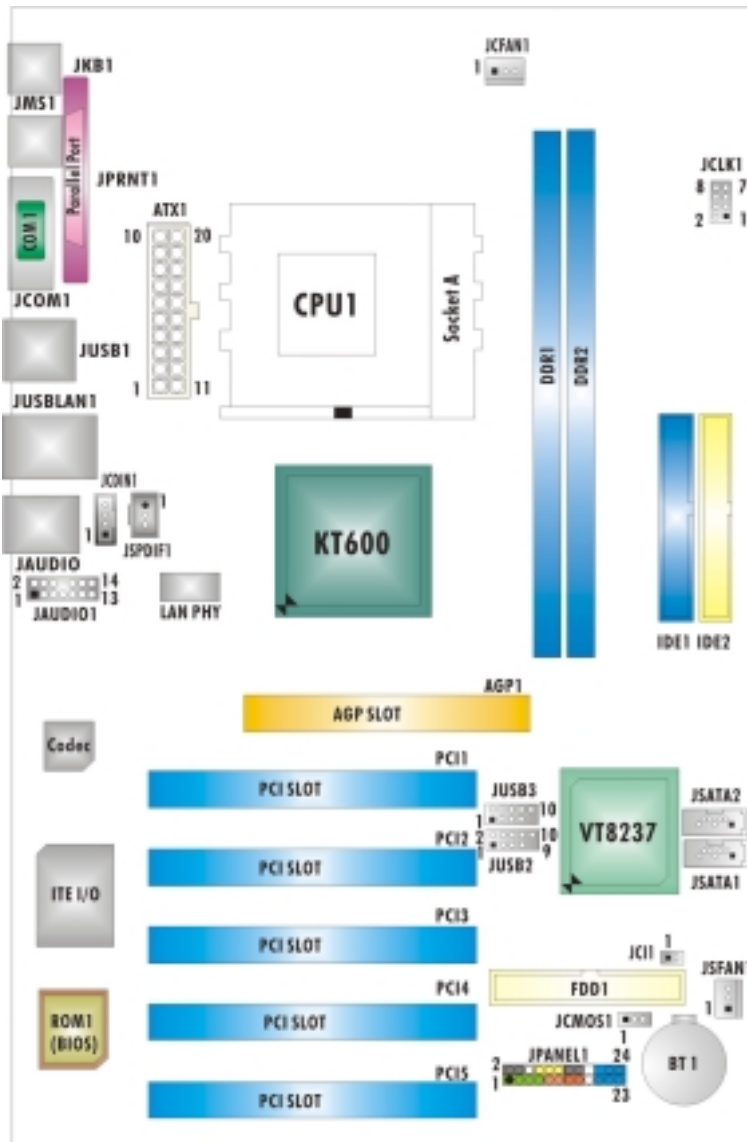 JCFAN1
1
JKB1
JMS1
Parallel Port
JPRNT1
COM 1
JCOM1
ATX1
10 20
1 11
CPU1
Socket A
DDR1
DDR2
JCLK1
8 7
2 1
JUSB1
JUSBLAN1
JCDIN1
1
1
JSPDIF1
JAUDIO
2 14
1 13
JAUDIO1
LAN PHY
KT600
IDE1 IDE2
AGP1
AGP SLOT
Codec
PCI1
PCI SLOT
JUSB3
1 10
2 10
1 9
JUSB2
VT8237
JSATA2
JSATA1
PCI2
PCI SLOT
ITE I/O
PCI3
PCI SLOT
JCI1
1
JSFAN1
1
FDD1
PCI4
PCI SLOT
ROM1
(BIOS)
JCMOS1
1
JPANEL1
2 24
1 23
BT 1
PCI5
PCI SLOT